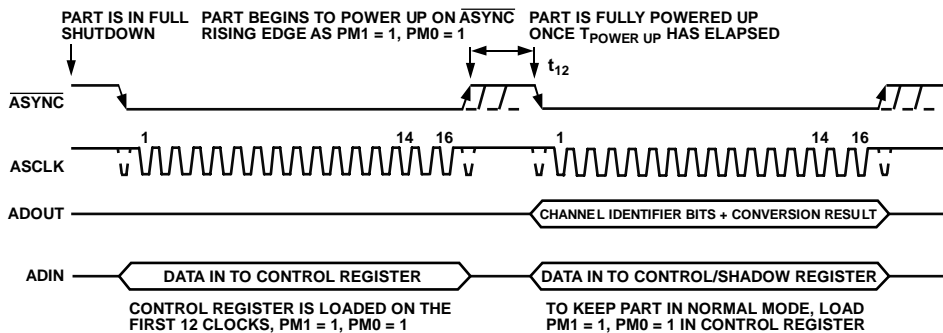 PART IS IN FULL
SHUTDOWN
PART BEGINS TO POWER UP ON ASYNC
RISING EDGE AS PM1 = 1, PM0 = 1
PART IS FULLY POWERED UP
ONCE TPOWER UP HAS ELAPSED
t12
ASYNC
1 14 16 1 14 16
ASCLK
ADOUT
CHANNEL IDENTIFIER BITS + CONVERSION RESULT
ADIN
DATA IN TO CONTROL REGISTER
DATA IN TO CONTROL/SHADOW REGISTER
CONTROL REGISTER IS LOADED ON THE
FIRST 12 CLOCKS, PM1 = 1, PM0 = 1
TO KEEP PART IN NORMAL MODE, LOAD
PM1 = 1, PM0 = 1 IN CONTROL REGISTER